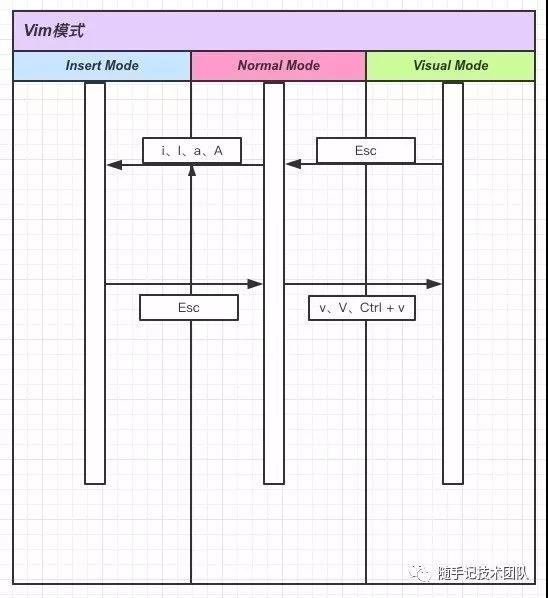 Vim模式
Insert Mode
Normal Mode
Visual Mode
i、I、a、A
Esc
Esc
v、V、Ctrl + v
随手记技术团队